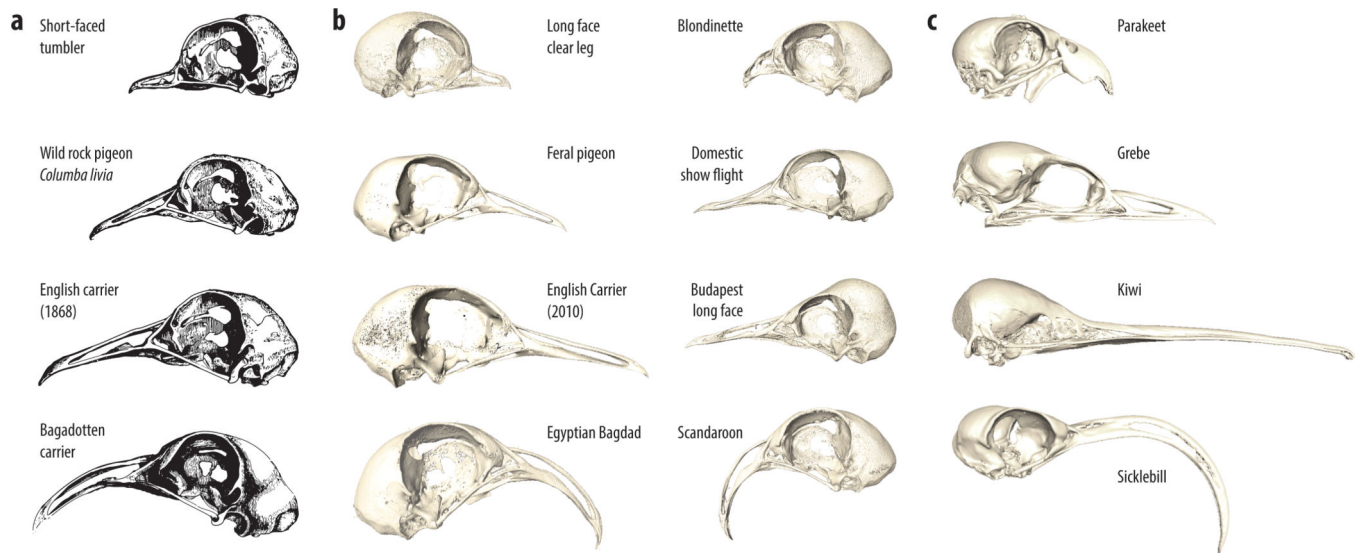 a
Short-faced
tumbler
Wild rock pigeon
Columba livia
English carrier
(1868)
Bagadotten
carrier
b
Long face
clear leg
Feral pigeon
English Carrier
(2010)
Egyptian Bagdad
Blondinette
Domestic
show flight
Budapest
long face
Scandaroon
c
Parakeet
Grebe
Kiwi
Sicklebill